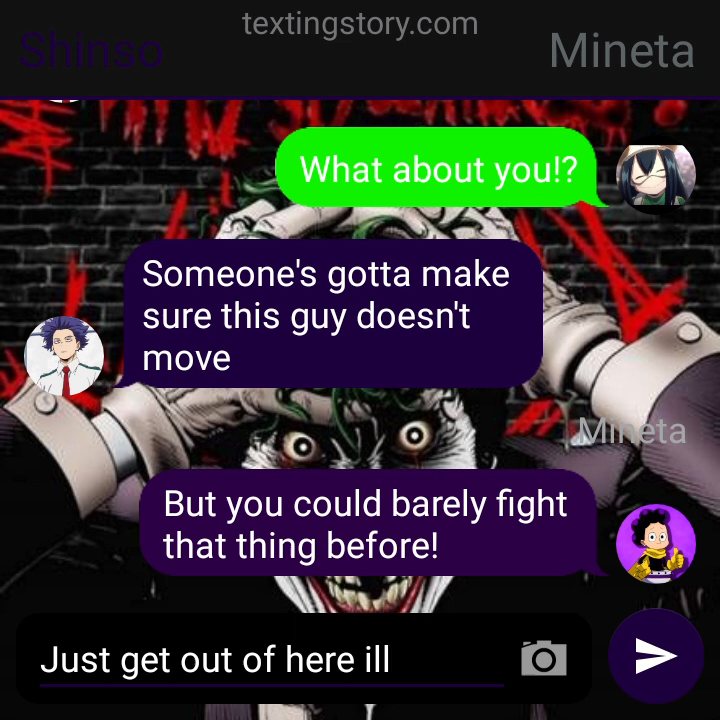 textingstory.com
Shinso
Mineta
What about you!?
Someone's gotta make
sure this guy doesn't
move
Mineta
But you could barely fight
that thing before!
Just get out of here ill